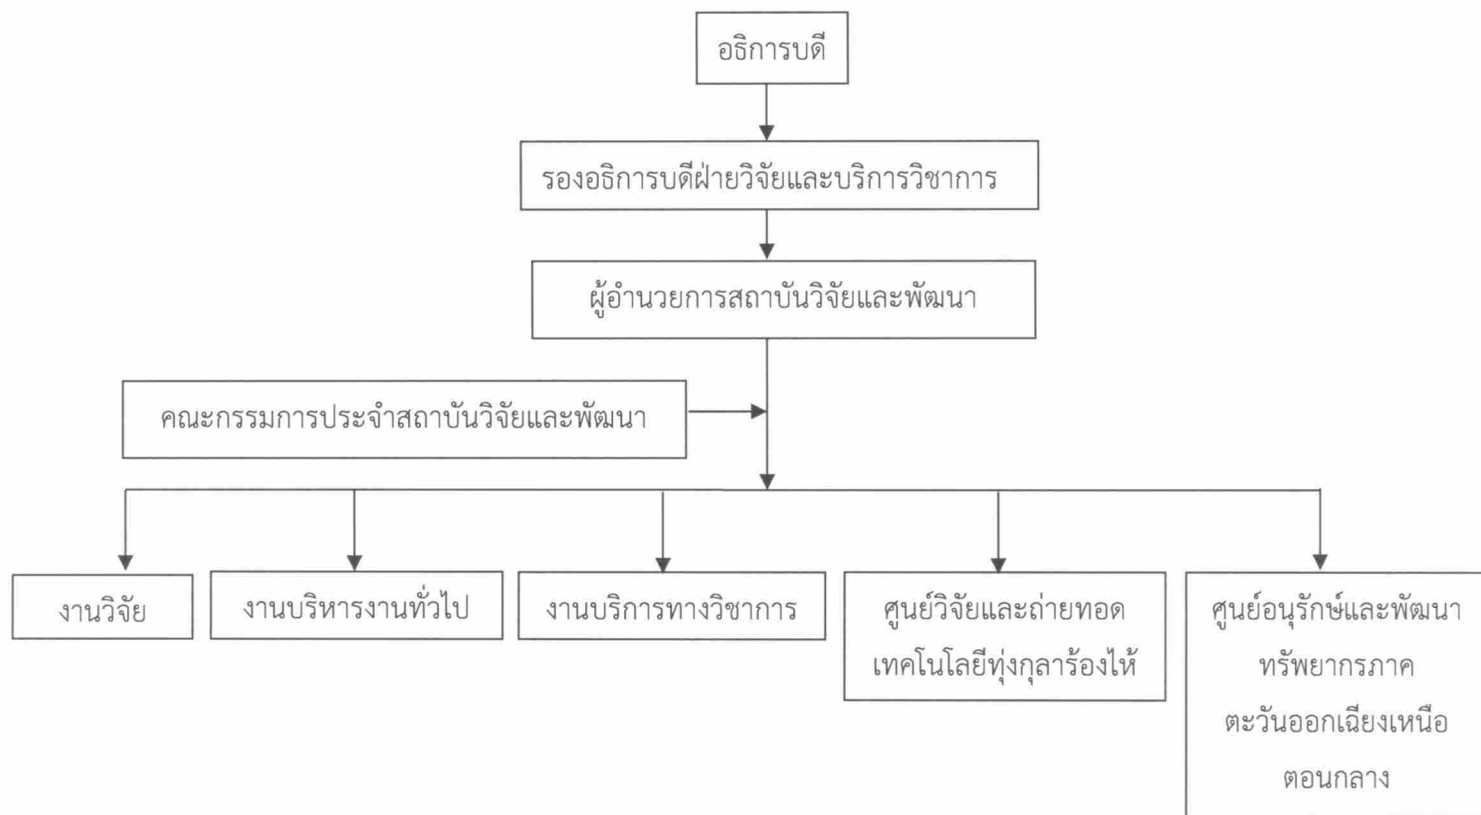 อธิการบดี
รองอธิการบดีฝ่ายวิจัยและบริการวิชาการ
ผู้อำนวยการสถาบันวิจัยและพัฒนา
คณะกรรมการประจำสถาบันวิจัยและพัฒนา
งานวิจัย
งานบริหารงานทั่วไป
งานบริการทางวิชาการ
ศูนย์วิจัยและถ่ายทอด
เทคโนโลยีทุ่งกุลาร้องไห้
ศูนย์อนุรักษ์และพัฒนา
ทรัพยากรภาค
ตะวันออกเฉียงเหนือ
ตอนกลาง